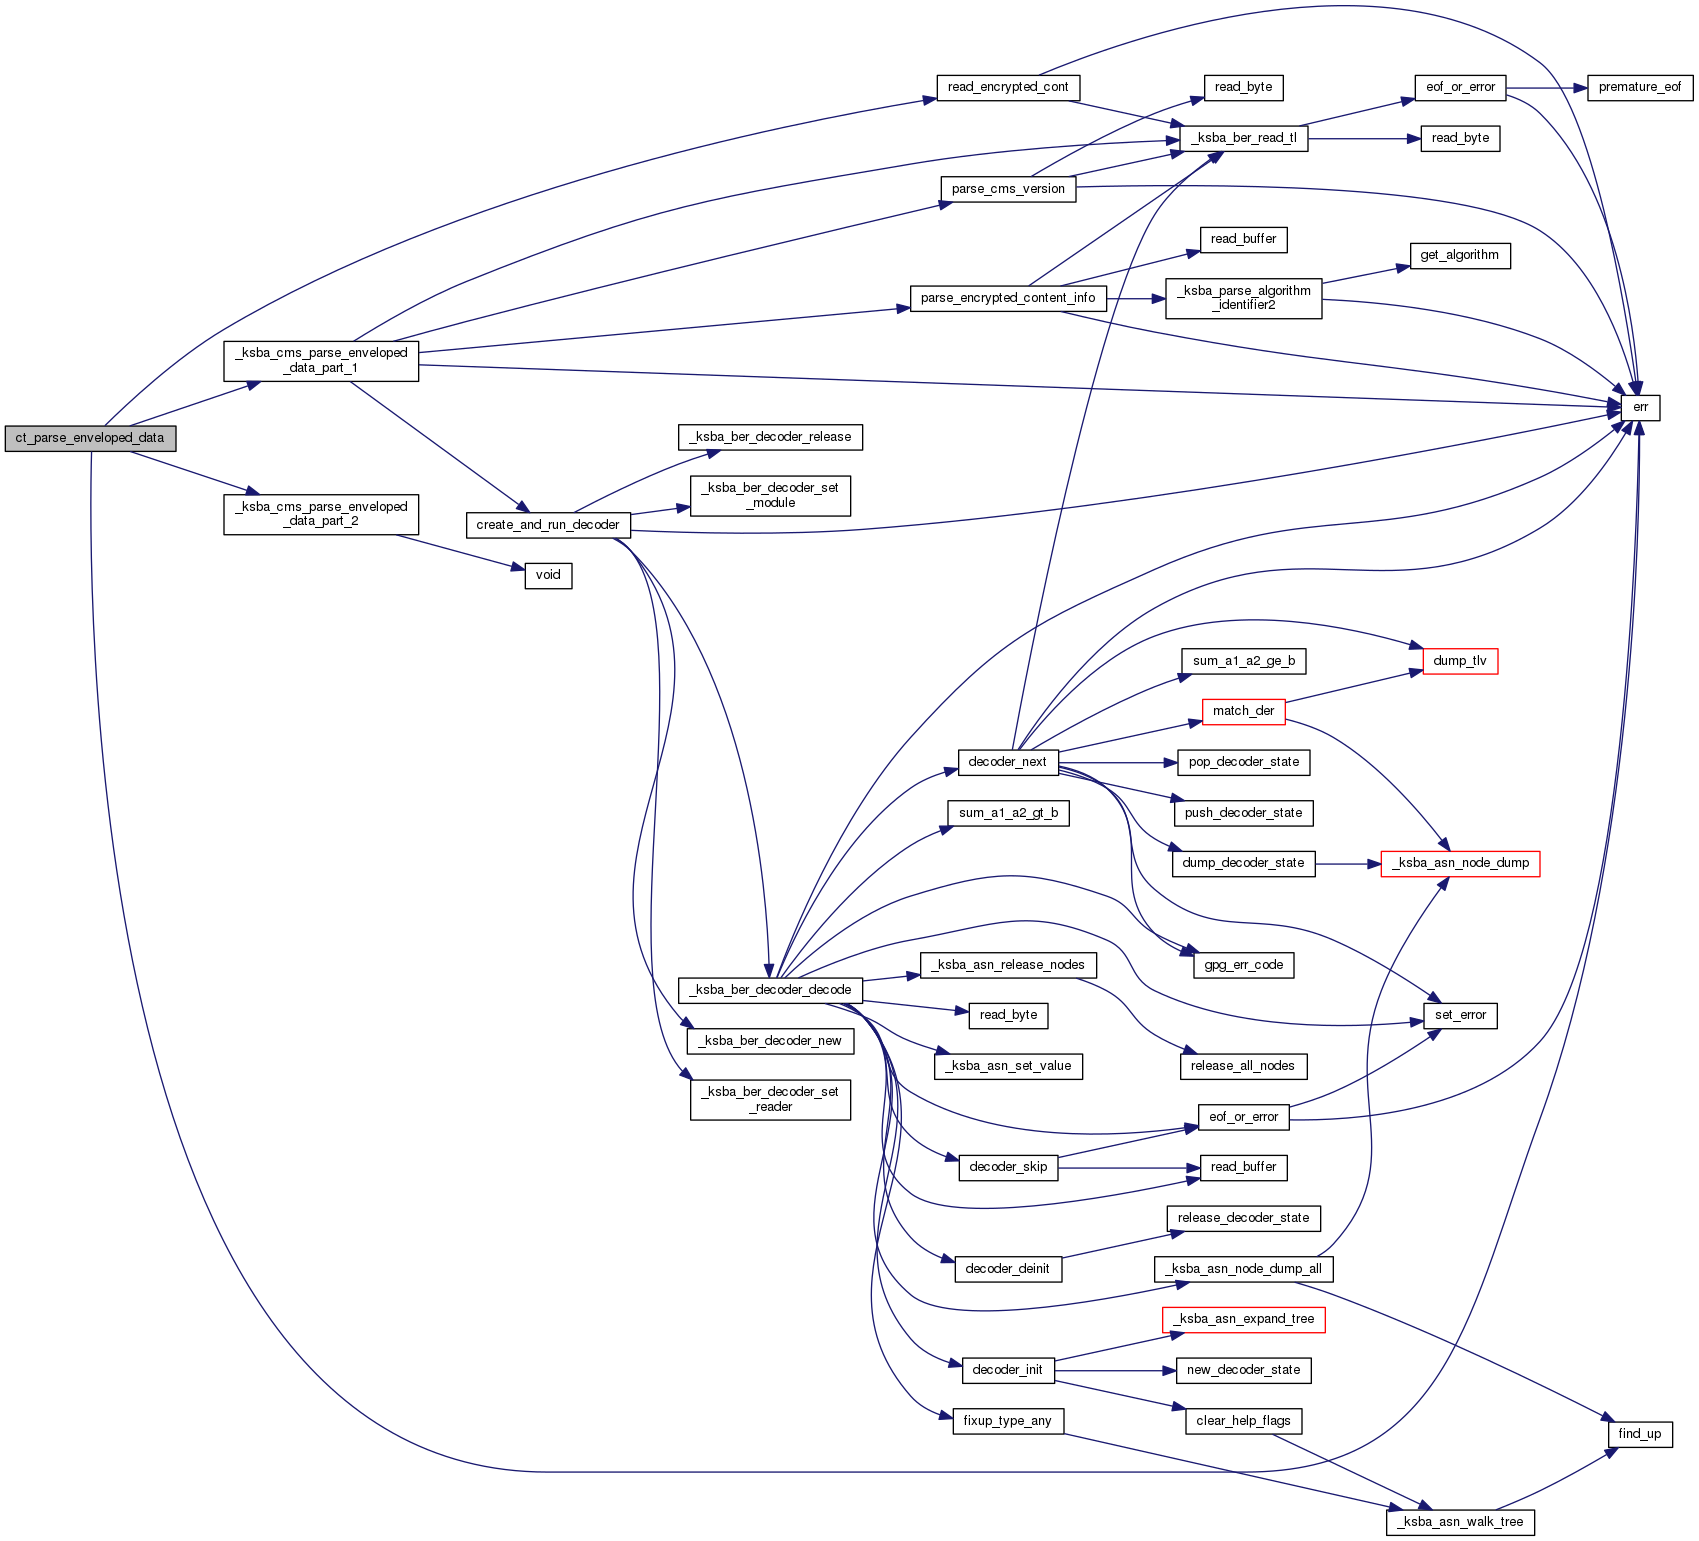 read_encrypted_cont
read_byte
eof_or_error
premature_eof
_ksba_ber_read_tl
read_byte
parse_cms_version
read_buffer
get_algorithm
parse_encrypted_content_info
_ksba_parse_algorithm
_identifier2
_ksba_cms_parse_enveloped
_data_part_1
err
ct_parse_enveloped_data
_ksba_ber_decoder_release
_ksba_ber_decoder_set
_module
_ksba_cms_parse_enveloped
_data_part_2
create_and_run_decoder
void
sum_a1_a2_ge_b
dump_tlv
match_der
decoder_next
pop_decoder_state
sum_a1_a2_gt_b
push_decoder_state
dump_decoder_state
_ksba_asn_node_dump
_ksba_asn_release_nodes
gpg_err_code
_ksba_ber_decoder_decode
read_byte
set_error
_ksba_ber_decoder_new
_ksba_asn_set_value
release_all_nodes
_ksba_ber_decoder_set
_reader
eof_or_error
decoder_skip
read_buffer
release_decoder_state
decoder_deinit
_ksba_asn_node_dump_all
_ksba_asn_expand_tree
decoder_init
new_decoder_state
fixup_type_any
clear_help_flags
find_up
_ksba_asn_walk_tree